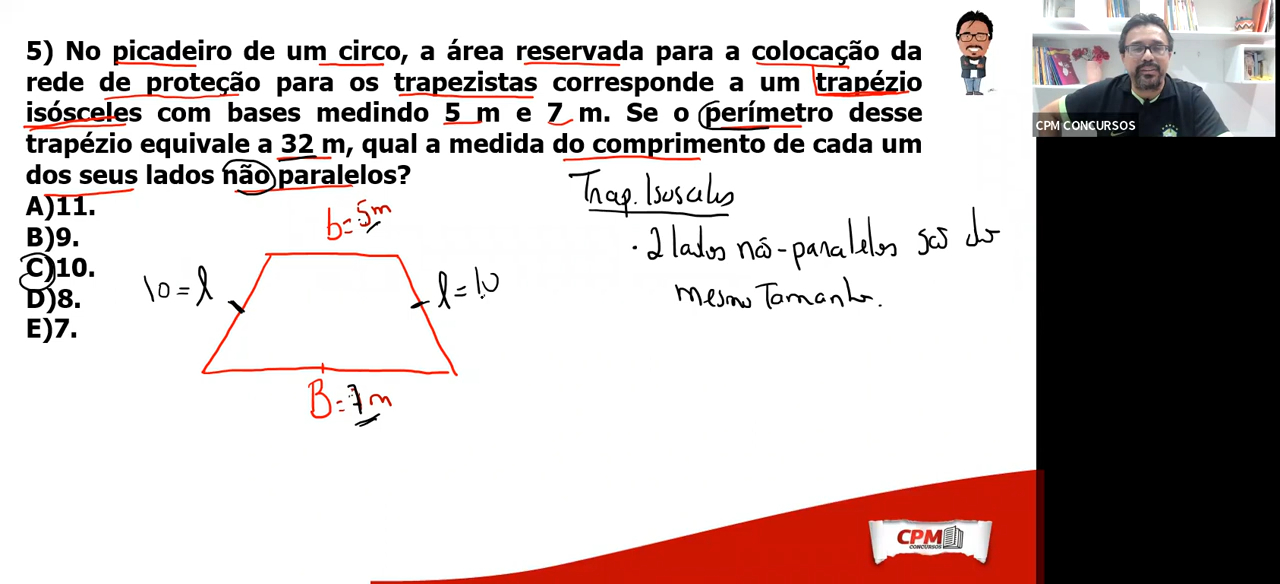 5) No picadeiro de um circo, a área reservada para a colocação da
rede de proteção para os trapezistas corresponde a um trapézio
isósceles com bases medindo 5 m e 7 m. Se o perímetro desse
trapézio equivale a 32 m, qual a medida do comprimento de cada um
dos seus lados não paralelos?
A)11.
B)9.
C)10.
D)8.
E)7.
b=5m
10=l
l=10
B=7m
Trap. Isusceles
· 2 lados não-paralelos são do
mesmo Tamanho.
CPM CONCURSOS
CPM
CONCURSOS